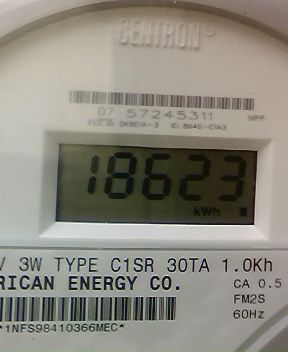 CENTRON®
07 57245311 HPP
18623
kWh
V 3W TYPE C1SR 30TA 1.0Kh
RICAN ENERGY CO. CA 0.5
FM2S
60Hz
*1NFS98410366MEC*